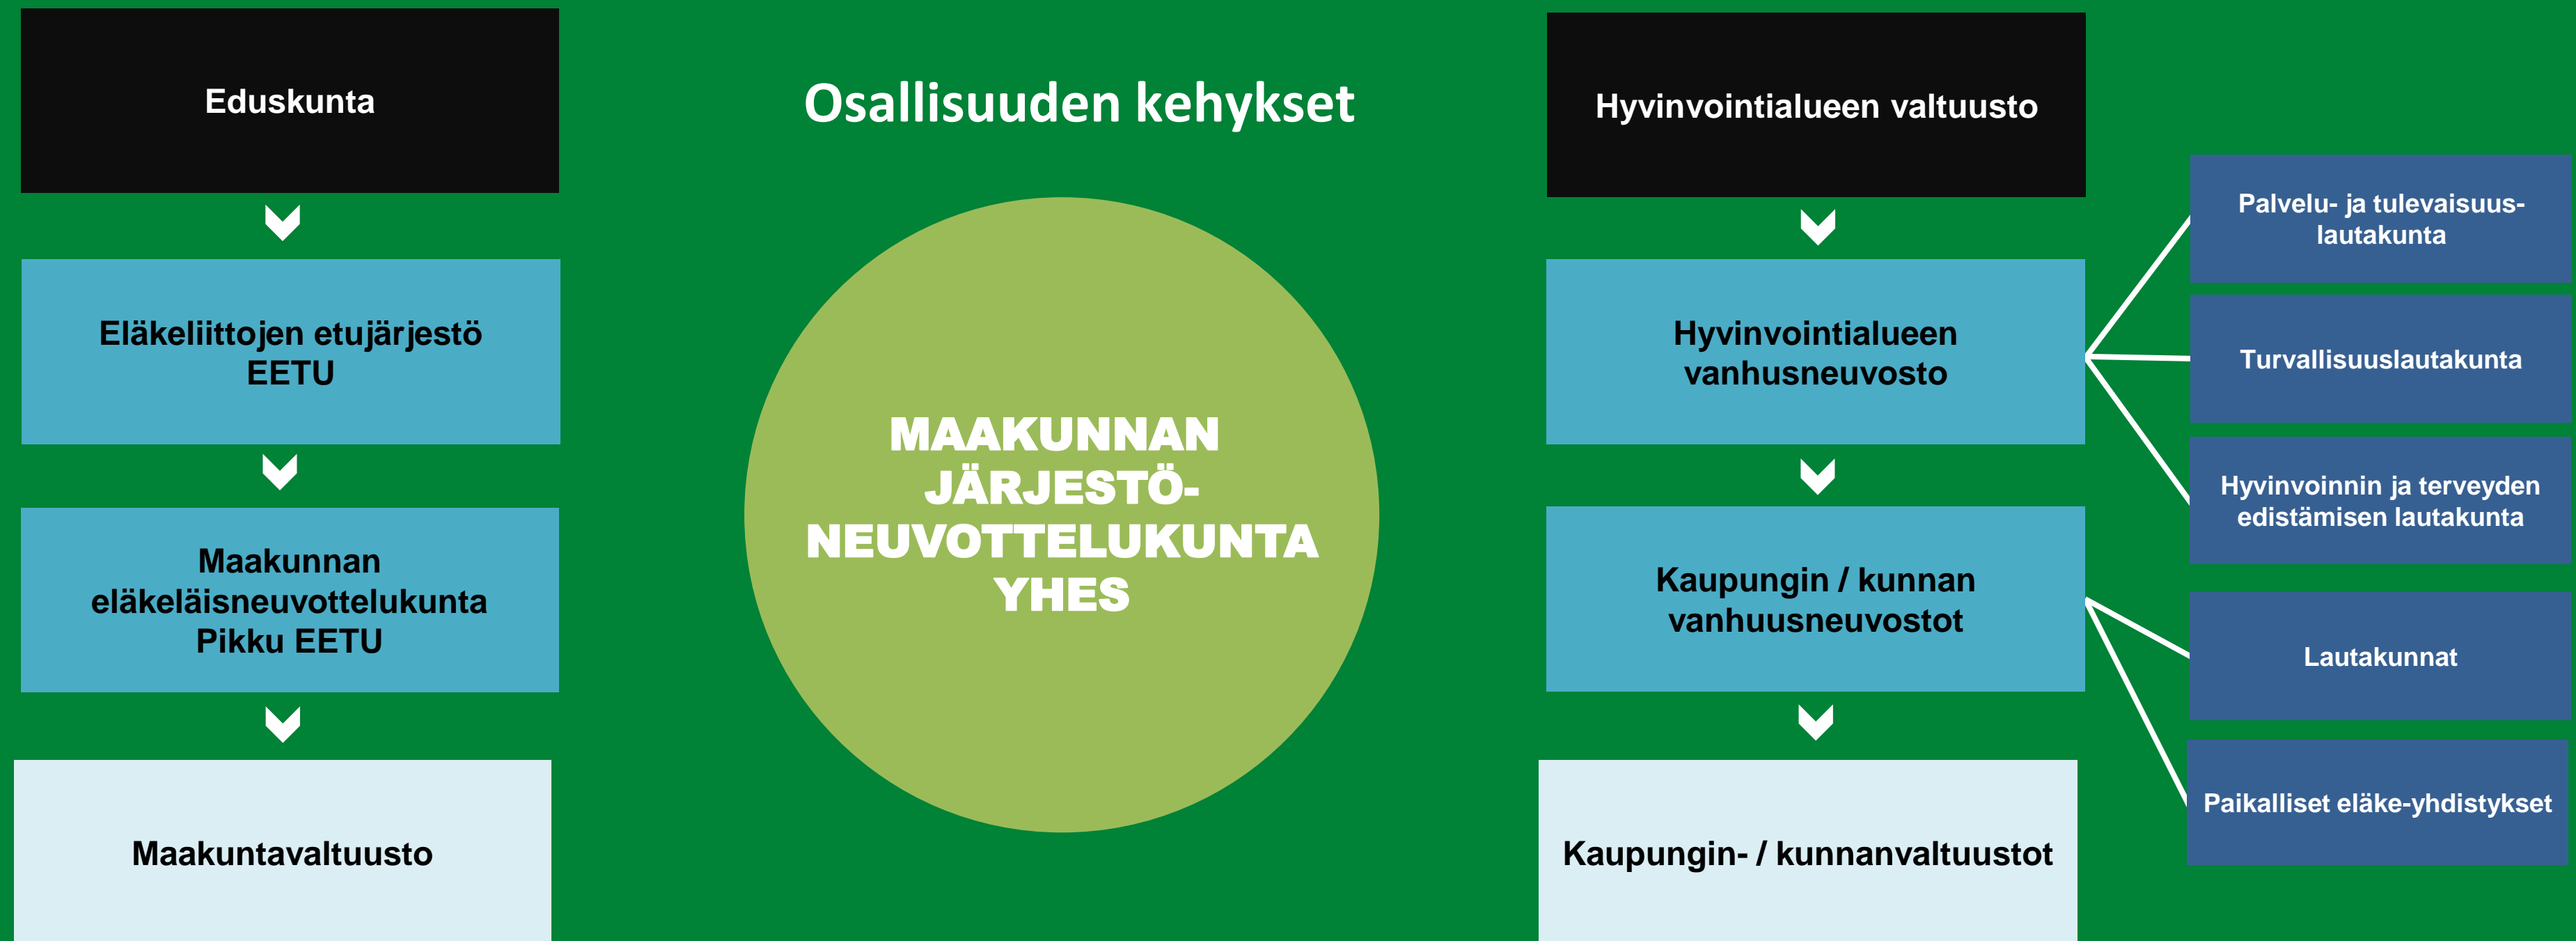 Eduskunta
Eläkeliittojen etujärjestö
EETU
Maakunnan
eläkeläisneuvottelukunta
Pikku EETU
Maakuntavaltuusto
Osallisuuden kehykset
MAAKUNNAN
JÄRJESTÖ-
NEUVOTTELUKUNTA
YHES
Hyvinvointialueen valtuusto
Hyvinvointialueen
vanhusneuvosto
Kaupungin / kunnan
vanhuusneuvostot
Kaupungin- / kunnanvaltuustot
Palvelu- ja tulevaisuus-
lautakunta
Turvallisuuslautakunta
Hyvinvoinnin ja terveyden
edistämisen lautakunta
Lautakunnat
Paikalliset eläke-yhdistykset